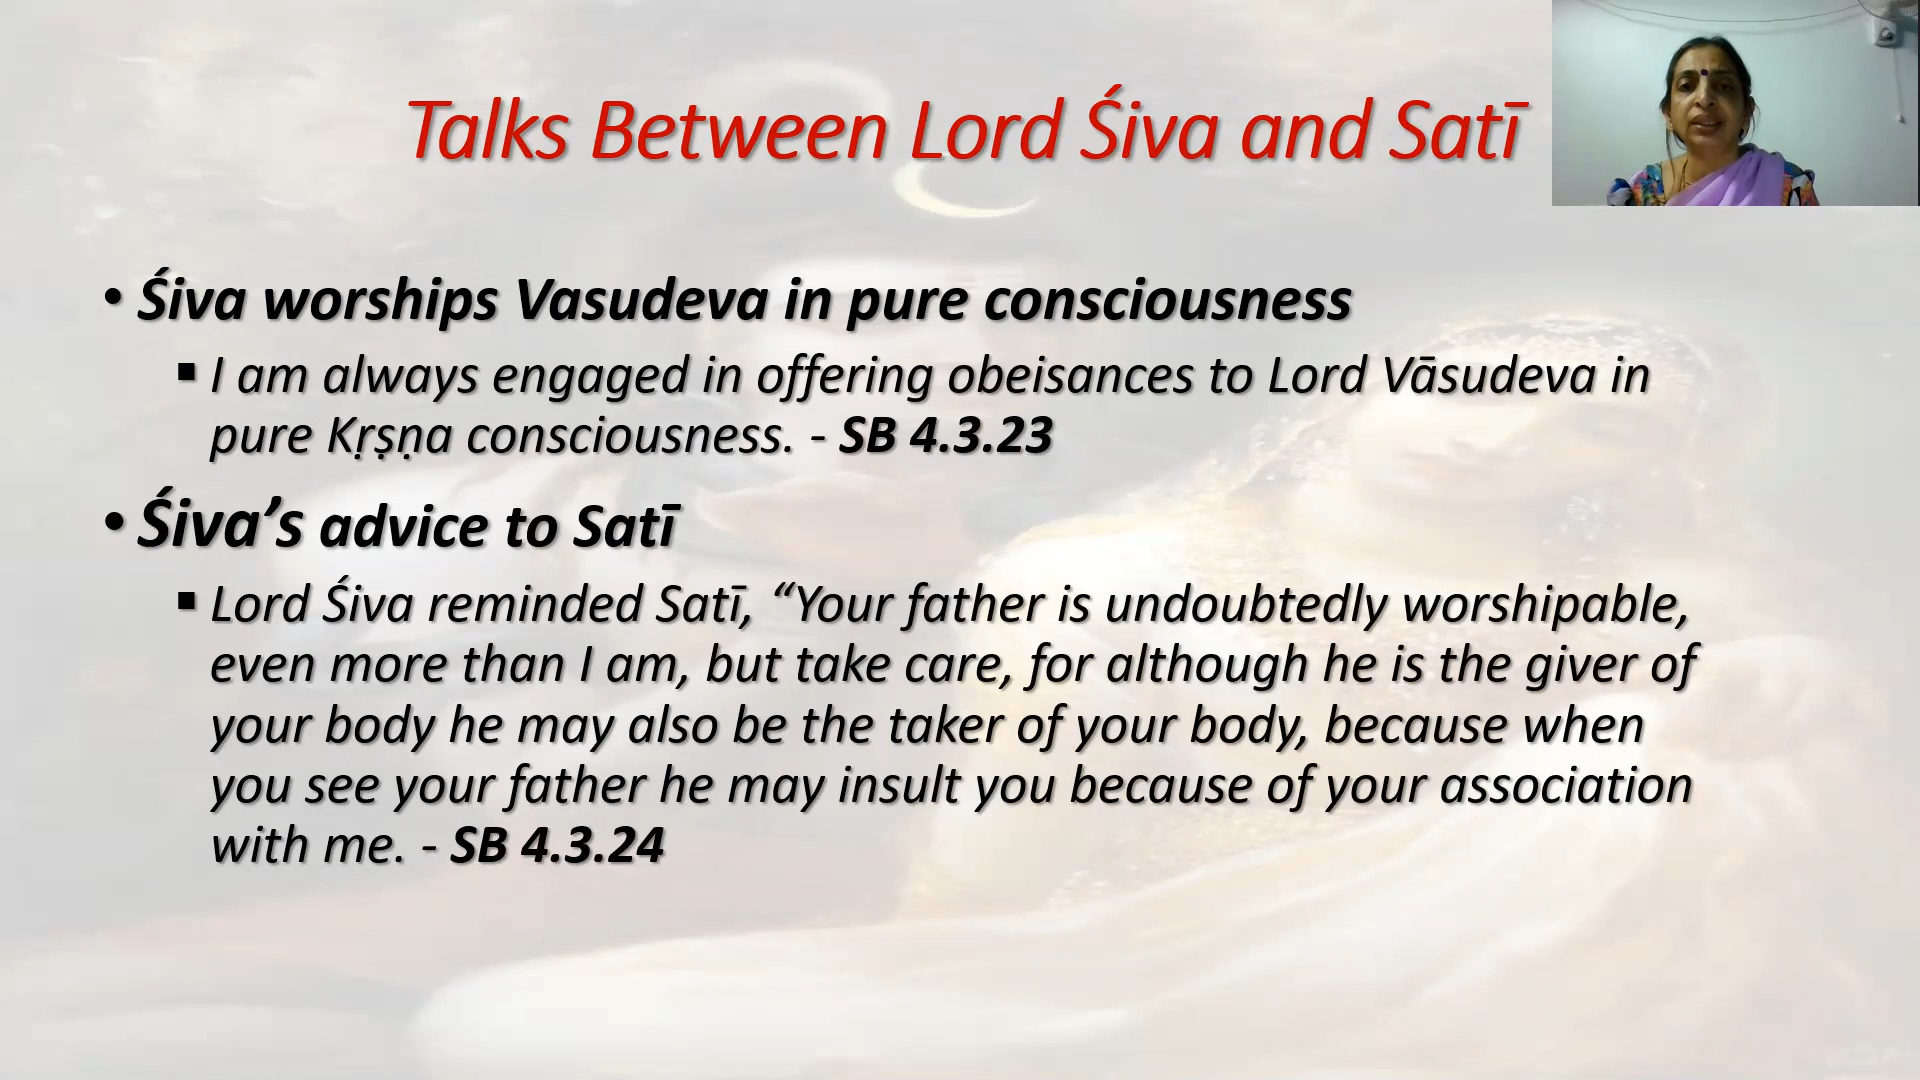 Talks Between Lord Śiva and Satī
• Śiva worships Vasudeva in pure consciousness
▪ I am always engaged in offering obeisances to Lord Vāsudeva in
pure Kṛṣṇa consciousness. - SB 4.3.23
• Śiva’s advice to Satī
▪ Lord Śiva reminded Satī, “Your father is undoubtedly worshipable,
even more than I am, but take care, for although he is the giver of
your body he may also be the taker of your body, because when
you see your father he may insult you because of your association
with me. - SB 4.3.24